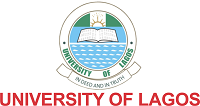 UNIVERSITY OF LAGOS
IN DEED AND IN TRUTH
UNIVERSITY OF LAGOS